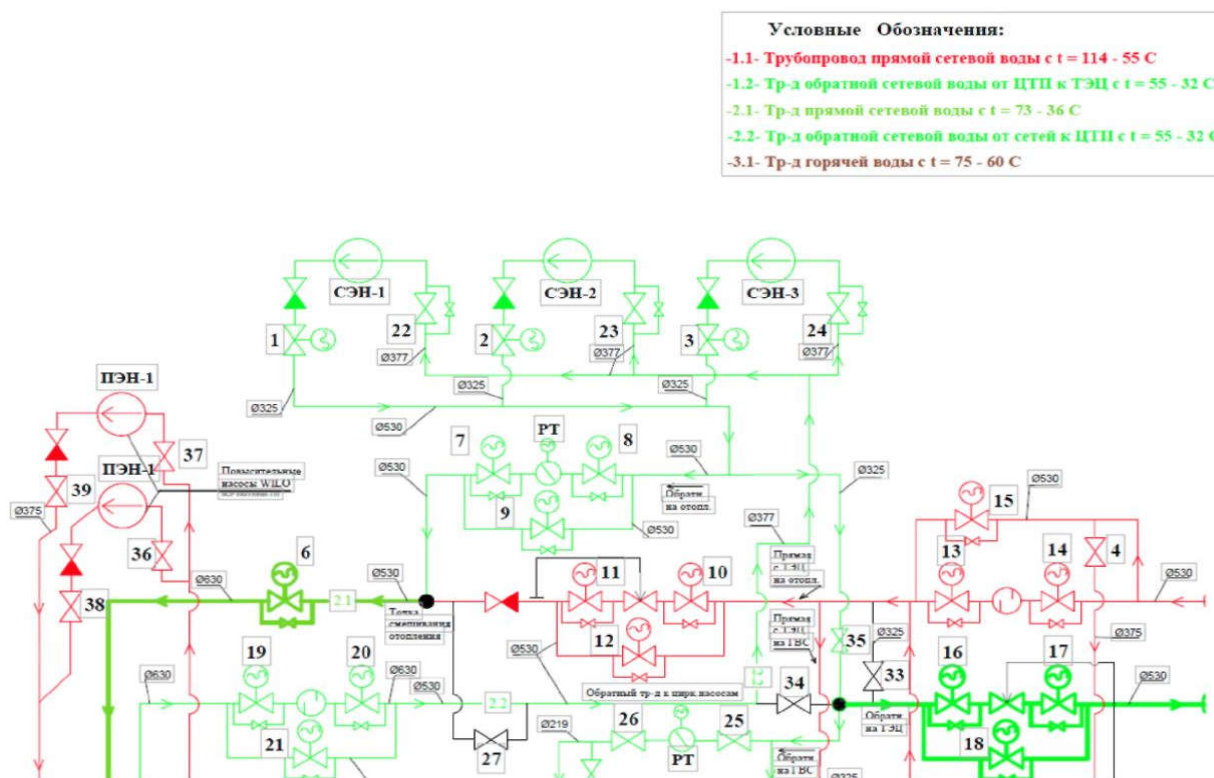 Условные Обозначения:
-1.1- Трубопровод прямой сетевой воды с t = 114 - 55 С
-1.2- Тр-д обратной сетевой воды от ЦТП к ТЭЦ с t = 55 - 32 С
-2.1- Тр-д прямой сетевой воды с t = 73 - 36 С
-2.2- Тр-д обратной сетевой воды от сетей к ЦТП с t = 55 - 32
-3.1- Тр-д горячей воды с t = 75 - 60 С
СЭН-1
СЭН-2
СЭН-3
1
22
2
23
3
24
Ø377
Ø377
Ø377
ПЭН-1
Ø325
Ø325
Ø325
Ø530
7
РТ
8
37
ПЭН-1
Повысительные
насосы WILO
Ø530
Ø530
Ø325
39
Обратн.
на отопл.
15
Ø530
Ø375
9
Ø530
Ø377
36
6
11
10
Прямая
с ТЭЦ
на отопл.
13
14
4
Ø630
Ø530
Ø530
38
2.1
Точка
смешивания
отопления
12
Прямая
с ТЭЦ
на ГВС
35
Ø325
Ø375
19
20
Ø530
16
17
Ø630
Ø630
Ø530
2.2
Обратный тр-д к цирк.насосам
34
33
Ø530
Обратн.
на ТЭЦ
21
27
Ø219
26
25
РТ
18
Обратн.
на ГВС
Ø325